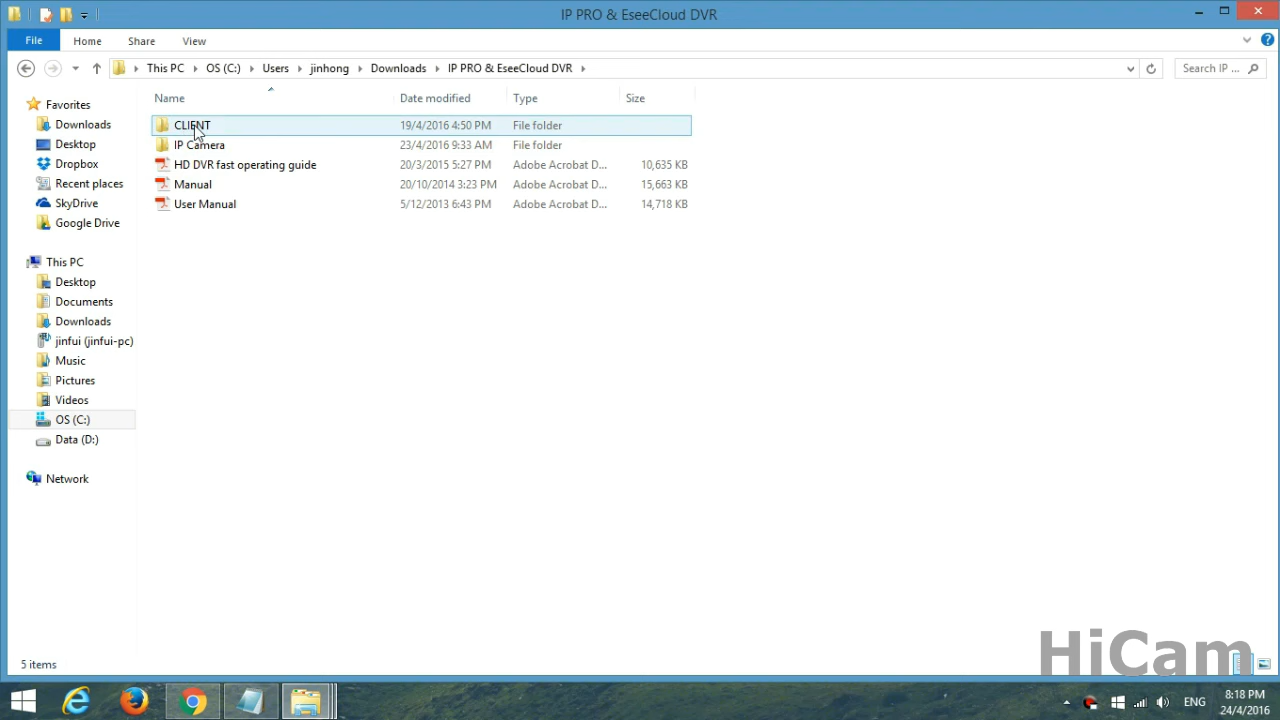 IP PRO & EseeCloud DVR
File Home Share View
This PC OS (C:) Users jinhong Downloads IP PRO & EseeCloud DVR Search IP ...
Name Date modified Type Size
Favorites
Downloads
Desktop
Dropbox
Recent places
SkyDrive
Google Drive
This PC
Desktop
Documents
Downloads
jinfui (jinfui-pc)
Music
Pictures
Videos
OS (C:)
Data (D:)
Network
CLIENT 19/4/2016 4:50 PM File folder
IP Camera 23/4/2016 9:33 AM File folder
HD DVR fast operating guide 20/3/2015 5:27 PM Adobe Acrobat D... 10,635 KB
Manual 20/10/2014 3:23 PM Adobe Acrobat D... 15,663 KB
User Manual 5/12/2013 6:43 PM Adobe Acrobat D... 14,718 KB
5 items
HiCam
ENG
8:18 PM
24/4/2016